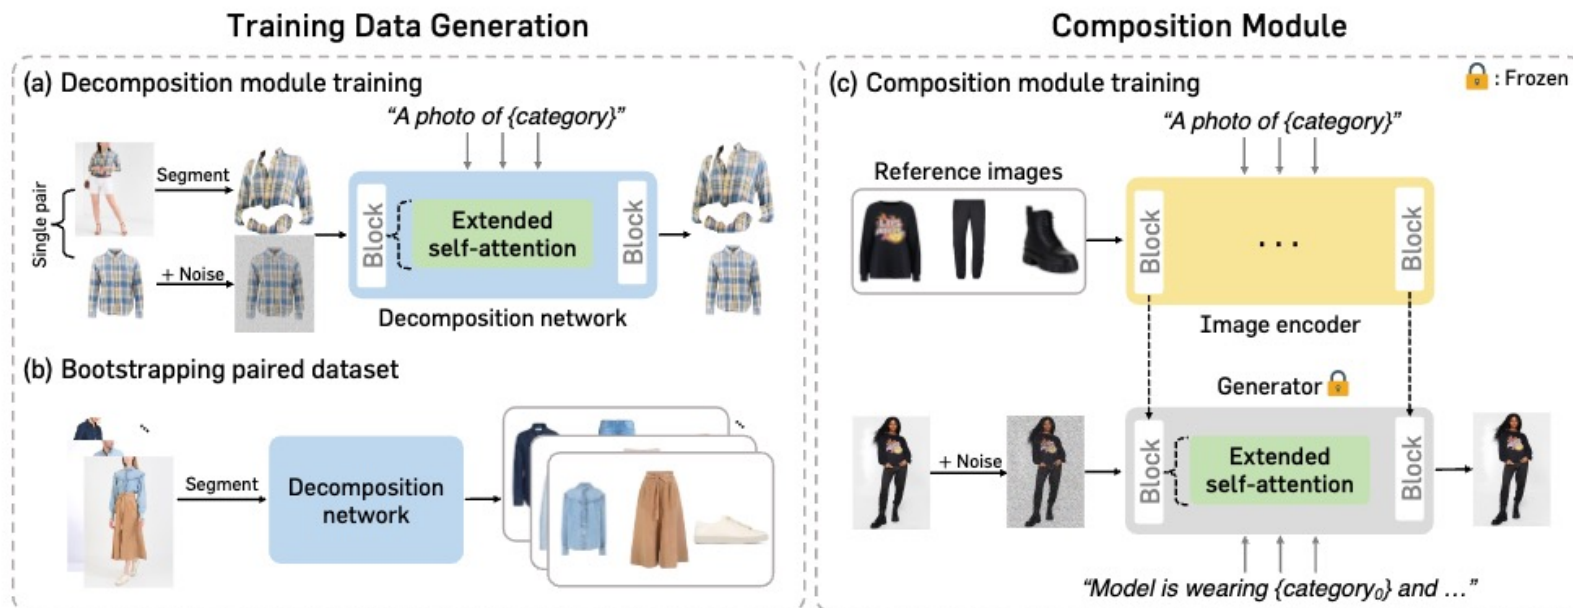 Training Data Generation
(a) Decomposition module training
"A photo of {category}"
Single pair
Segment
+ Noise
Block
Extended
self-attention
Block
Decomposition network
(b) Bootstrapping paired dataset
...
Segment
Decomposition
network
...
Composition Module
(c) Composition module training
: Frozen
"A photo of {category}"
Reference images
Block
...
Block
Image encoder
Generator
+ Noise
Block
Extended
self-attention
Block
"Model is wearing {category₀} and ..."